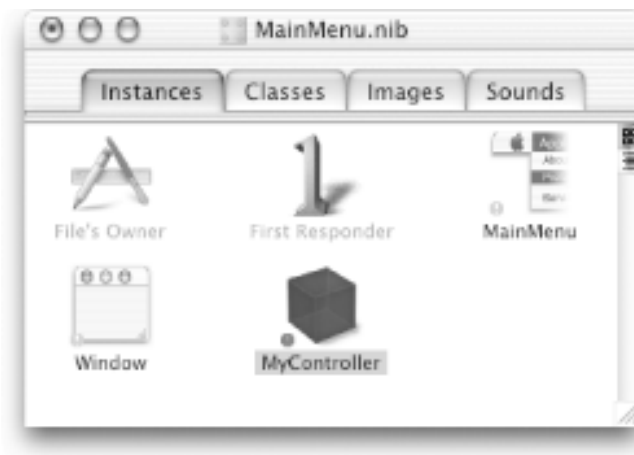 MainMenu.nib
Instances Classes Images Sounds
File's Owner First Responder MainMenu
Window MyController